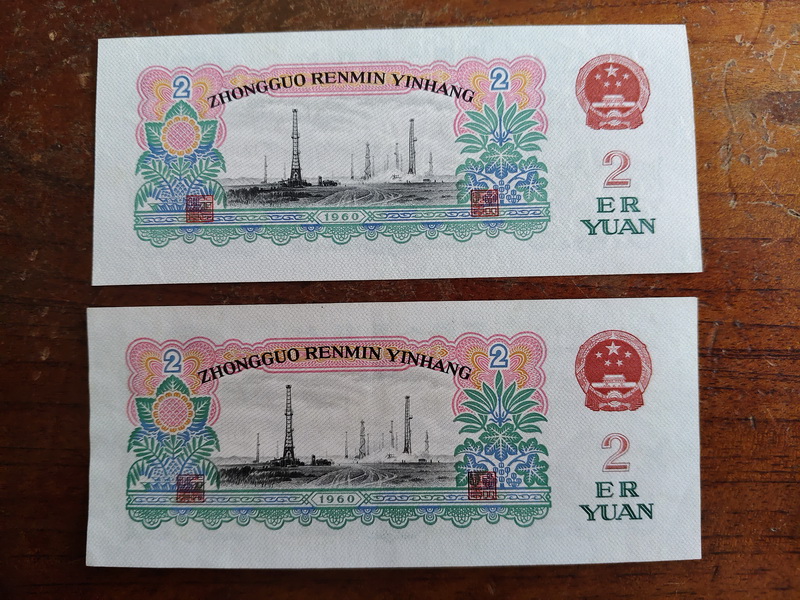 2 2
ZHONGGUO RENMIN YINHANG
1960
2
ER
YUAN
2 2
ZHONGGUO RENMIN YINHANG
1960
2
ER
YUAN